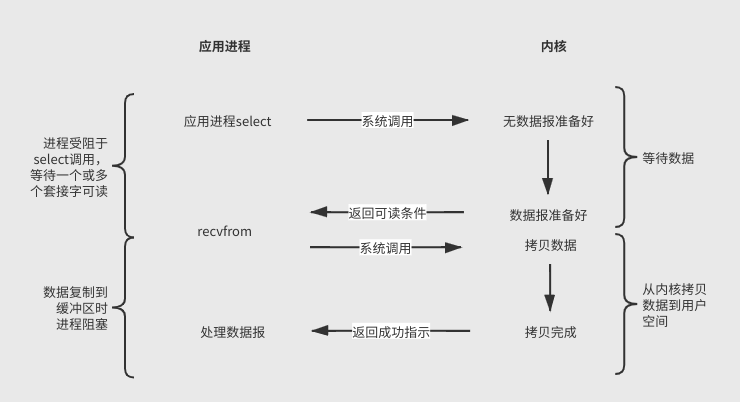 应用进程
内核
应用进程select
系统调用
无数据报准备好
进程受阻于
select调用，
等待一个或多
个套接字可读
等待数据
返回可读条件
数据报准备好
recvfrom
系统调用
拷贝数据
数据复制到
缓冲区时
进程阻塞
从内核拷贝
数据到用户
空间
处理数据报
返回成功指示
拷贝完成